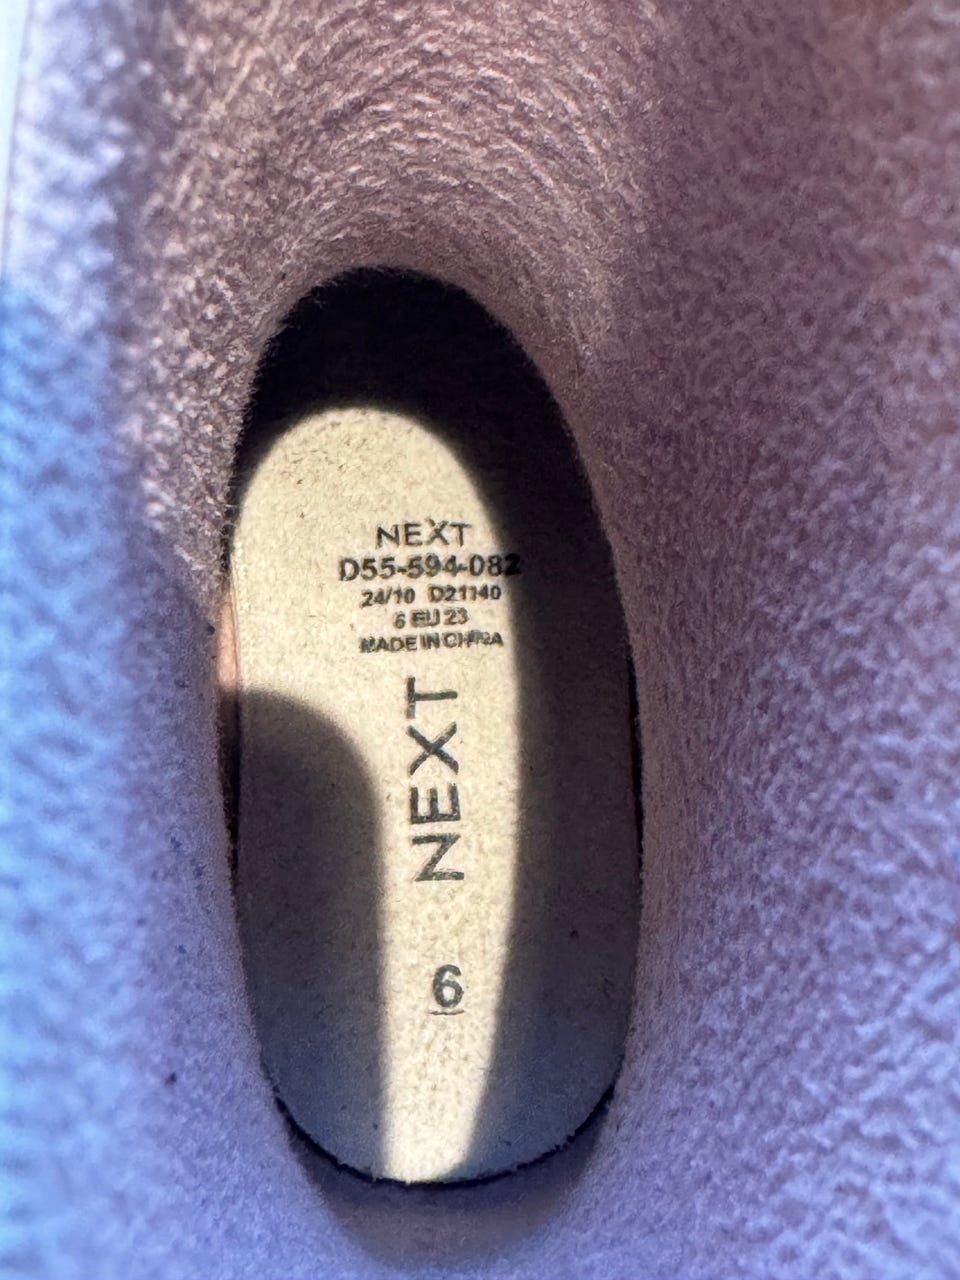 NEXT
D55-594-082
24/10 D21140
6 EU 23
MADE IN CHINA
NEXT
6